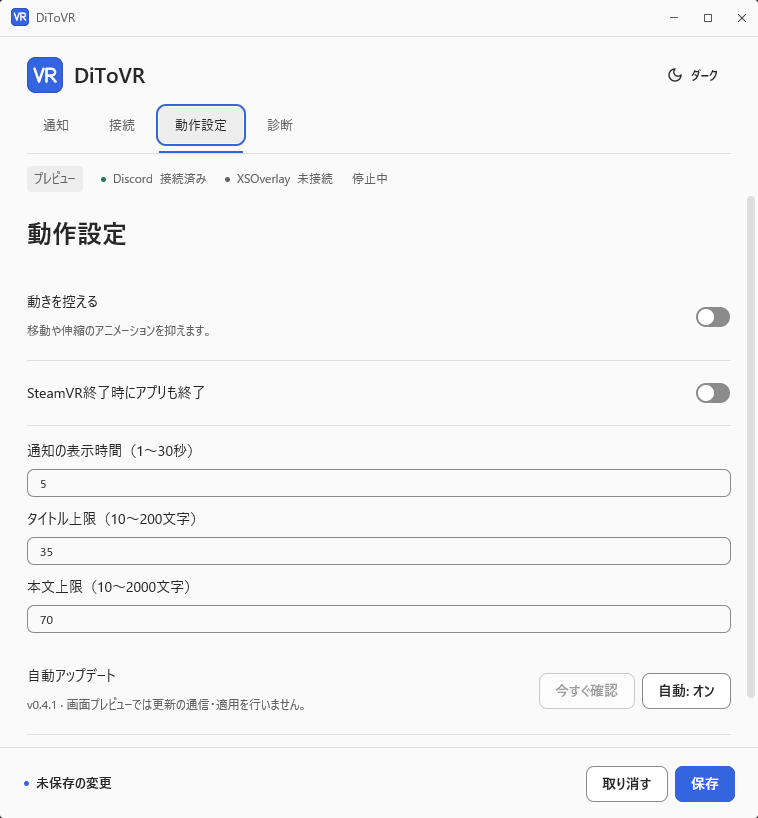 VR DiToVR
VR DiToVR ダーク
通知 接続 動作設定 診断
プレビュー • Discord 接続済み • XSOverlay 未接続 停止中
動作設定
動きを控える
移動や伸縮のアニメーションを抑えます。
SteamVR終了時にアプリも終了
通知の表示時間（1～30秒）
5
タイトル上限（10～200文字）
35
本文上限（10～2000文字）
70
自動アップデート
今すぐ確認 自動: オン
v0.4.1 · 画面プレビューでは更新の通信・適用を行いません。
• 未保存の変更 取り消す 保存